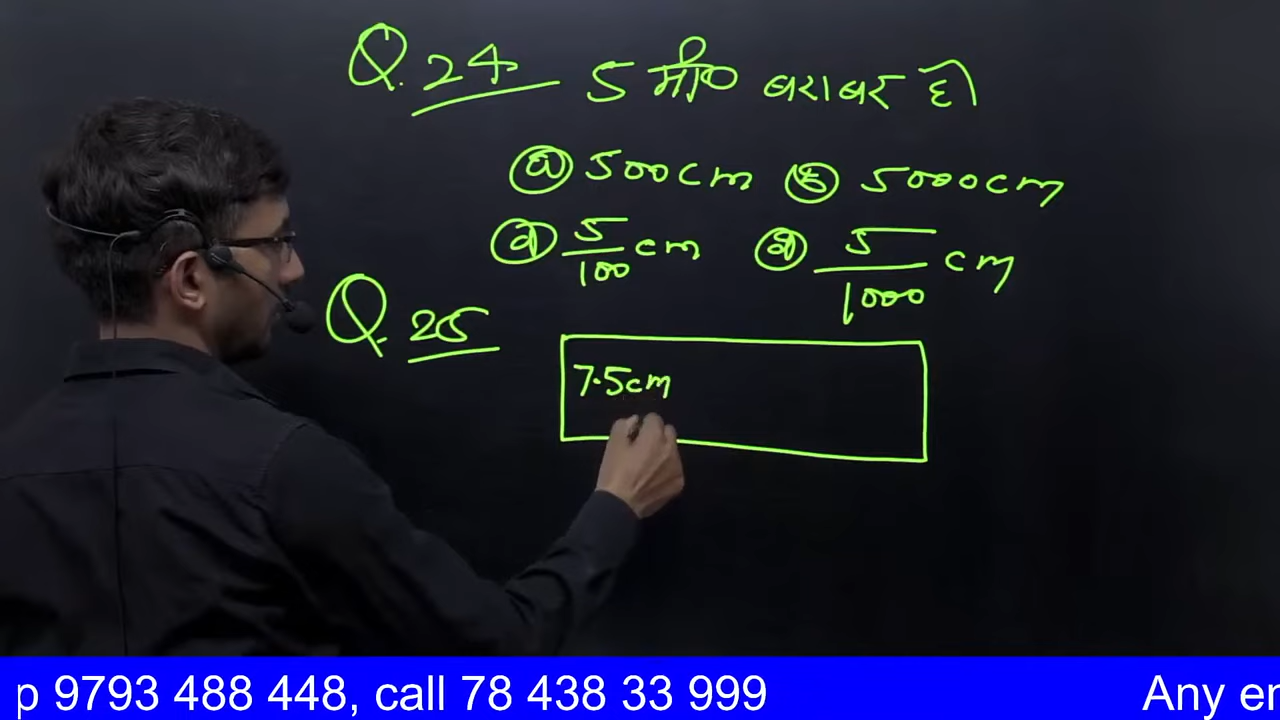 Q. 24 5 मी० बराबर है।
अ 500cm ब 5000cm
स 5/100 cm द 5/1000 cm
Q. 25
7.5cm
p 9793 488 448, call 78 438 33 999 Any en